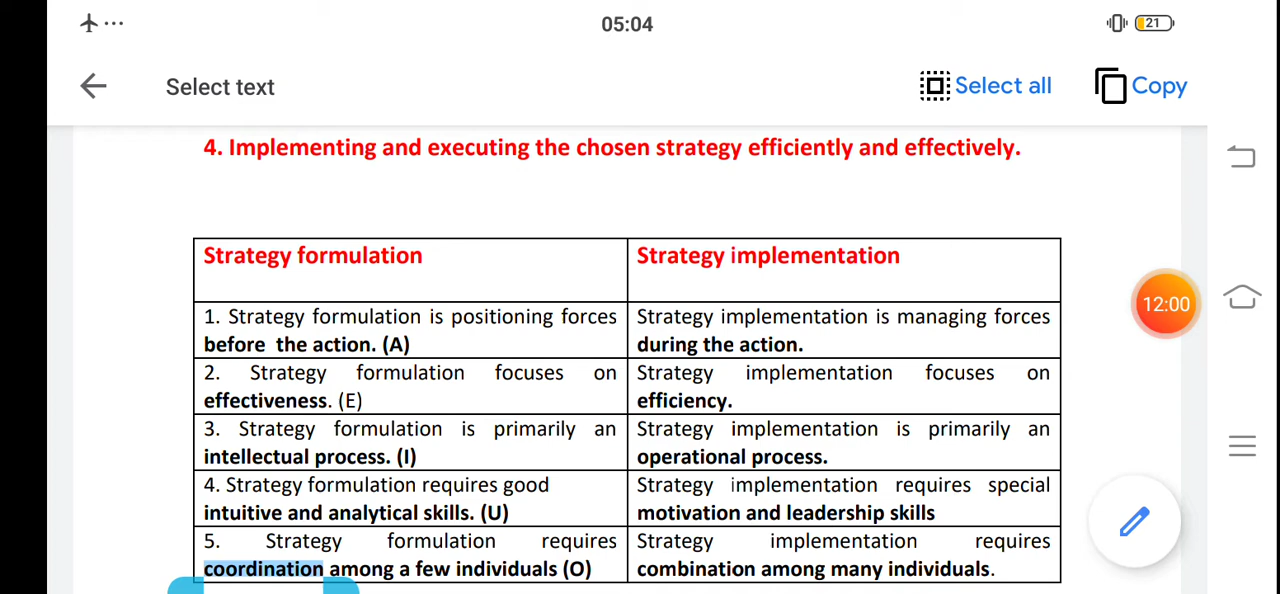 05:04
21
Select text
Select all
Copy
4. Implementing and executing the chosen strategy efficiently and effectively.
Strategy formulation
Strategy implementation
1. Strategy formulation is positioning forces
before the action. (A)
Strategy implementation is managing forces
during the action.
2. Strategy formulation focuses on
effectiveness. (E)
Strategy implementation focuses on
efficiency.
3. Strategy formulation is primarily an
intellectual process. (I)
Strategy implementation is primarily an
operational process.
4. Strategy formulation requires good
intuitive and analytical skills. (U)
Strategy implementation requires special
motivation and leadership skills
5. Strategy formulation requires
coordination among a few individuals (O)
Strategy implementation requires
combination among many individuals.
12:00